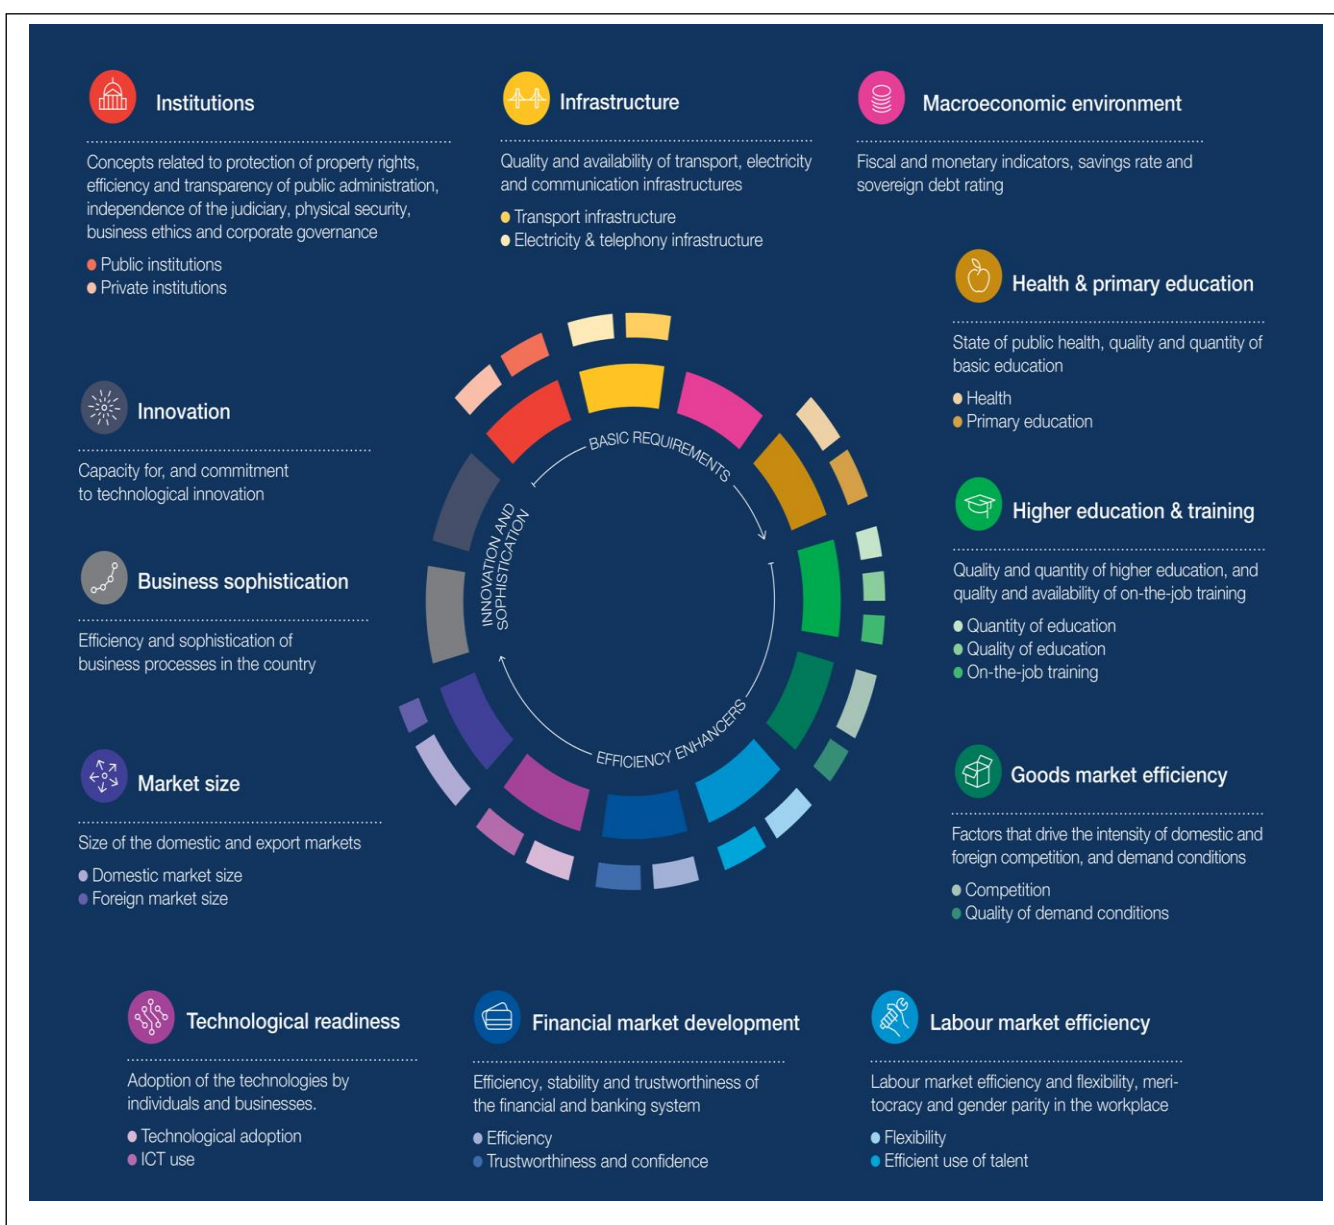 Institutions
Concepts related to protection of property rights,
efficiency and transparency of public administration,
independence of the judiciary, physical security,
business ethics and corporate governance
Public institutions
Private institutions
Infrastructure
Quality and availability of transport, electricity
and communication infrastructures
Transport infrastructure
Electricity & telephony infrastructure
Macroeconomic environment
Fiscal and monetary indicators, savings rate and
sovereign debt rating
Health & primary education
State of public health, quality and quantity of
basic education
Health
Primary education
Innovation
Capacity for, and commitment
to technological innovation
Higher education & training
Quality and quantity of higher education, and
quality and availability of on-the-job training
Quantity of education
Quality of education
On-the-job training
Business sophistication
Efficiency and sophistication of
business processes in the country
BASIC REQUIREMENTS
EFFICIENCY ENHANCERS
INNOVATION AND
SOPHISTICATION
Market size
Size of the domestic and export markets
Domestic market size
Foreign market size
Goods market efficiency
Factors that drive the intensity of domestic and
foreign competition, and demand conditions
Competition
Quality of demand conditions
Technological readiness
Adoption of the technologies by
individuals and businesses.
Technological adoption
ICT use
Financial market development
Efficiency, stability and trustworthiness of
the financial and banking system
Efficiency
Trustworthiness and confidence
Labour market efficiency
Labour market efficiency and flexibility, meri-
tocracy and gender parity in the workplace
Flexibility
Efficient use of talent